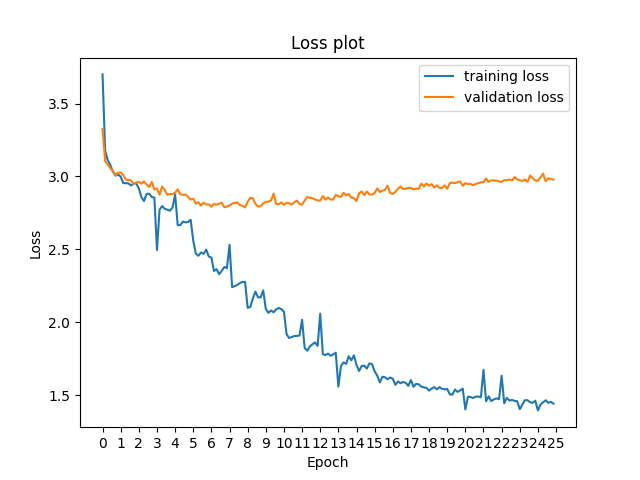 Loss plot
training loss
validation loss
3.5
3.0
2.5
2.0
1.5
Loss
0 1 2 3 4 5 6 7 8 9 10 11 12 13 14 15 16 17 18 19 20 21 22 23 24 25
Epoch